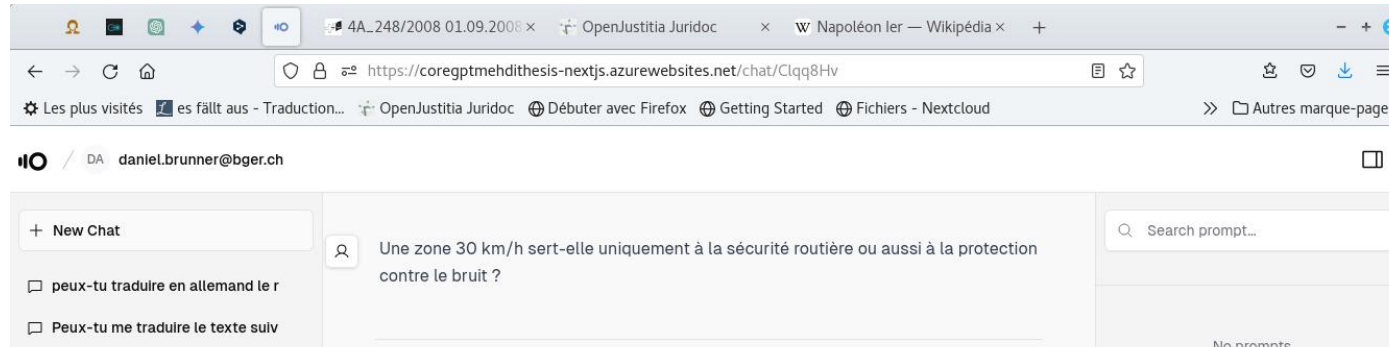 4A_248/2008 01.09.2008
OpenJustitia Juridoc
Napoléon Ier — Wikipédia
https://coregptmehdithesis-nextjs.azurewebsites.net/chat/Clqq8Hv
Les plus visités
es fällt aus - Traduction...
OpenJustitia Juridoc
Débuter avec Firefox
Getting Started
Fichiers - Nextcloud
Autres marque-page
DA daniel.brunner@bger.ch
+ New Chat
peux-tu traduire en allemand le r
Peux-tu me traduire le texte suiv
Une zone 30 km/h sert-elle uniquement à la sécurité routière ou aussi à la protection
contre le bruit ?
Search prompt...
No prompts